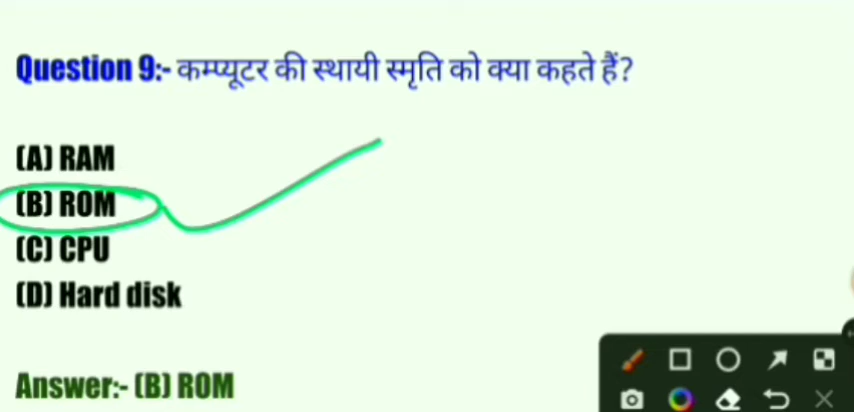 Question 9:- कम्प्यूटर की स्थायी स्मृति को क्या कहते हैं?
(A) RAM
(B) ROM
(C) CPU
(D) Hard disk
Answer:- (B) ROM